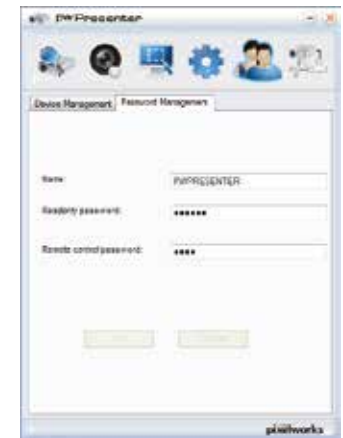 pwPresenter
Device Management Password Management
Name: PWPRESENTER
Readonly password: ••••••
Remote control password: ••••
pixelworks